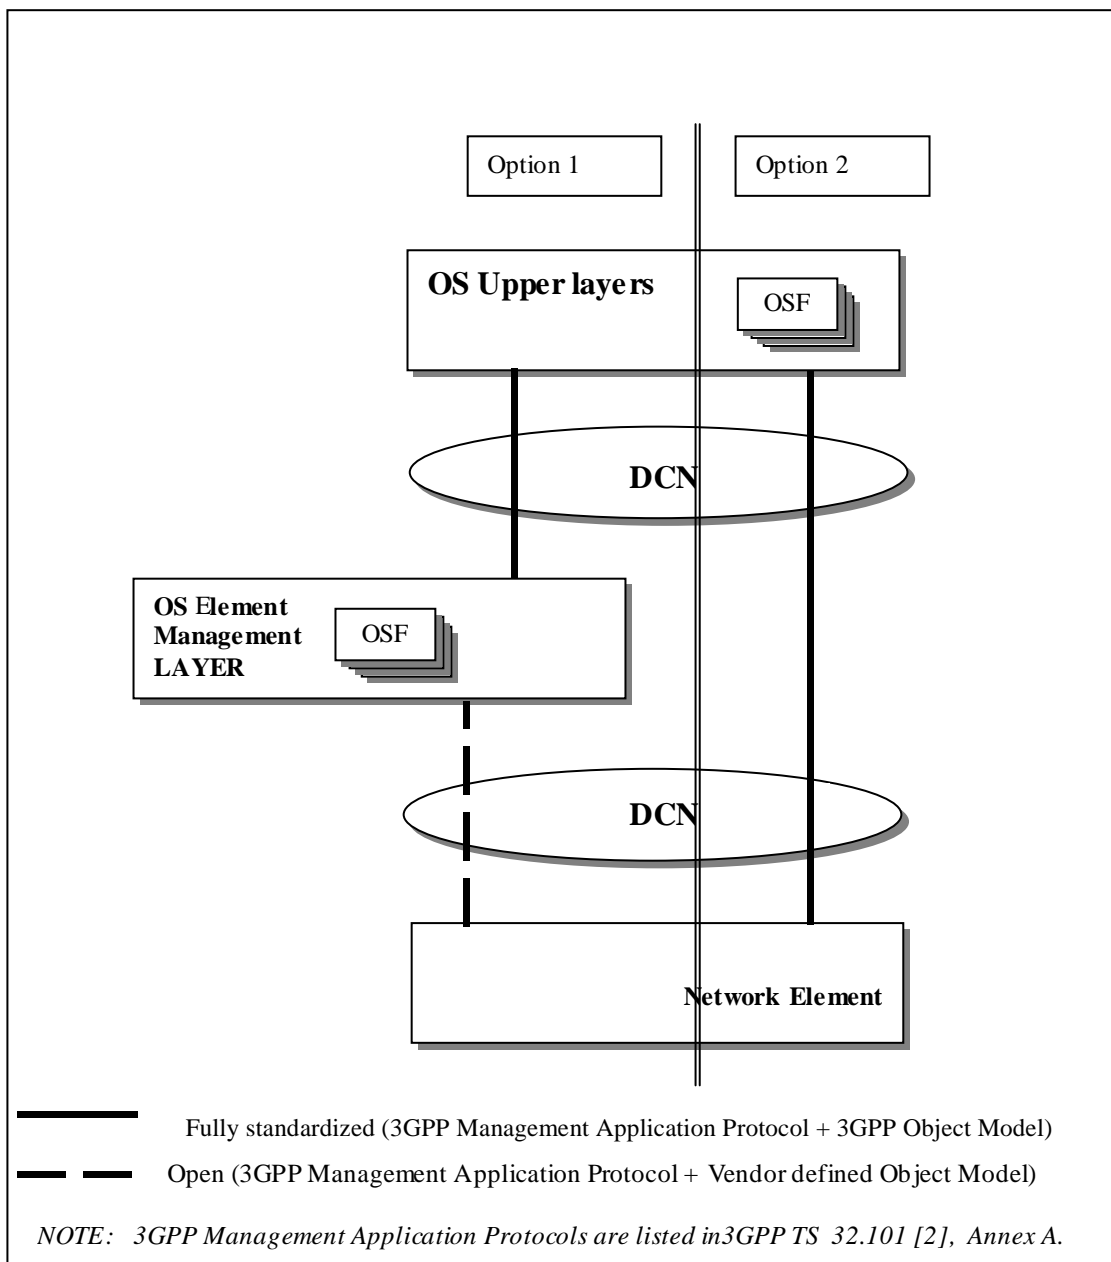 Option 1
Option 2
OS Upper layers
OSF
DCN
OS Element
Management
LAYER
OSF
DCN
Network Element
Fully standardized (3GPP Management Application Protocol + 3GPP Object Model)
Open (3GPP Management Application Protocol + Vendor defined Object Model)
NOTE: 3GPP Management Application Protocols are listed in3GPP TS 32.101 [2], Annex A.